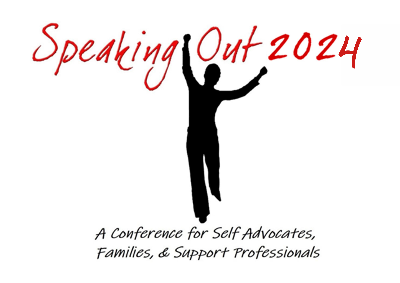 Speaking Out 2024
A Conference for Self Advocates,
Families, & Support Professionals